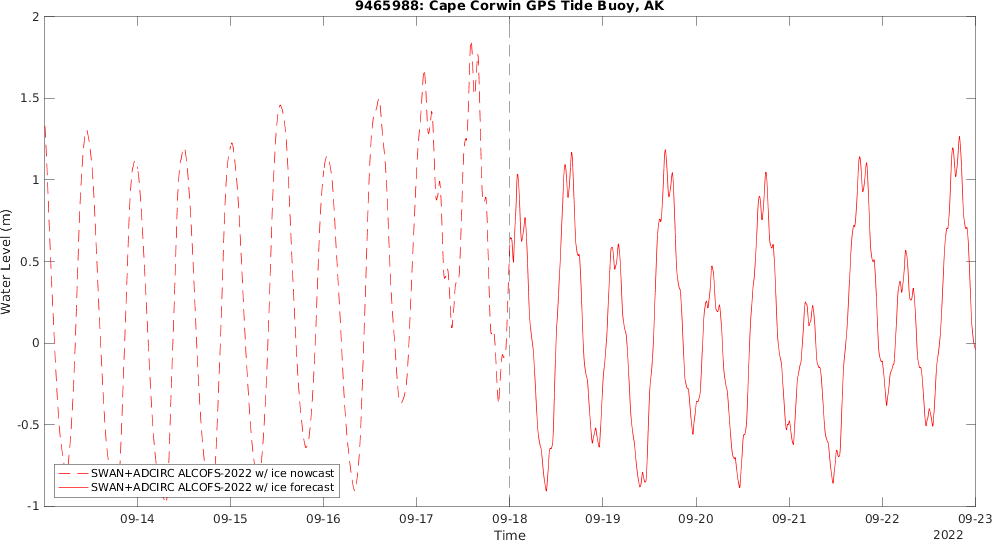 9465988: Cape Corwin GPS Tide Buoy, AK
Water Level (m)
2
1.5
1
0.5
0
-0.5
-1
SWAN+ADCIRC ALCOFS-2022 w/ ice nowcast
SWAN+ADCIRC ALCOFS-2022 w/ ice forecast
09-14 09-15 09-16 09-17 09-18 09-19 09-20 09-21 09-22 09-23
Time
2022